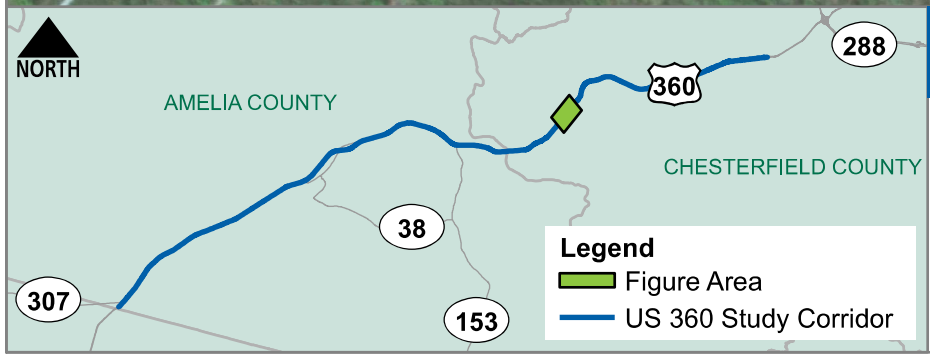 NORTH
288
360
AMELIA COUNTY
CHESTERFIELD COUNTY
38
307
153
Legend
Figure Area
US 360 Study Corridor